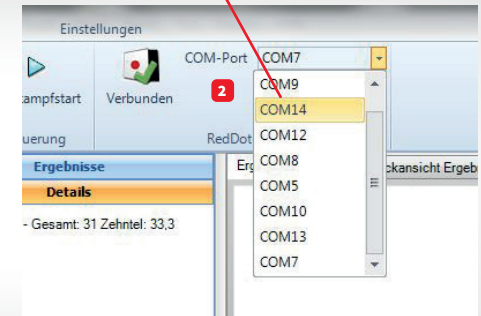 Einstellungen
COM-Port COM7
ampfstart Verbunden
2
uerung RedDot
COM9
COM14
COM12
COM8
COM5
COM10
COM13
COM7
Ergebnisse
Details
- Gesamt: 31 Zehntel: 33,3
Erg
ckansicht Ergeb